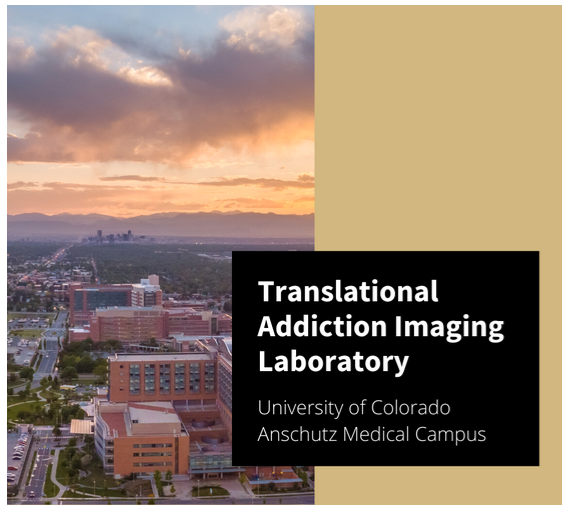 Translational
Addiction Imaging
Laboratory
University of Colorado
Anschutz Medical Campus